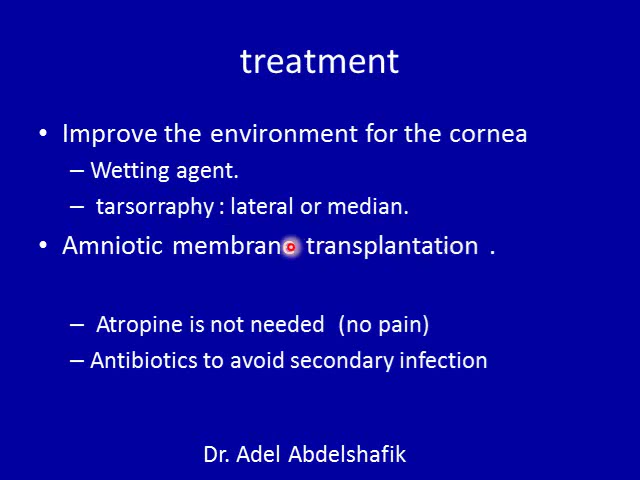 treatment
• Improve the environment for the cornea
– Wetting agent.
– tarsorraphy : lateral or median.
• Amniotic membrane transplantation .
– Atropine is not needed (no pain)
– Antibiotics to avoid secondary infection
Dr. Adel Abdelshafik